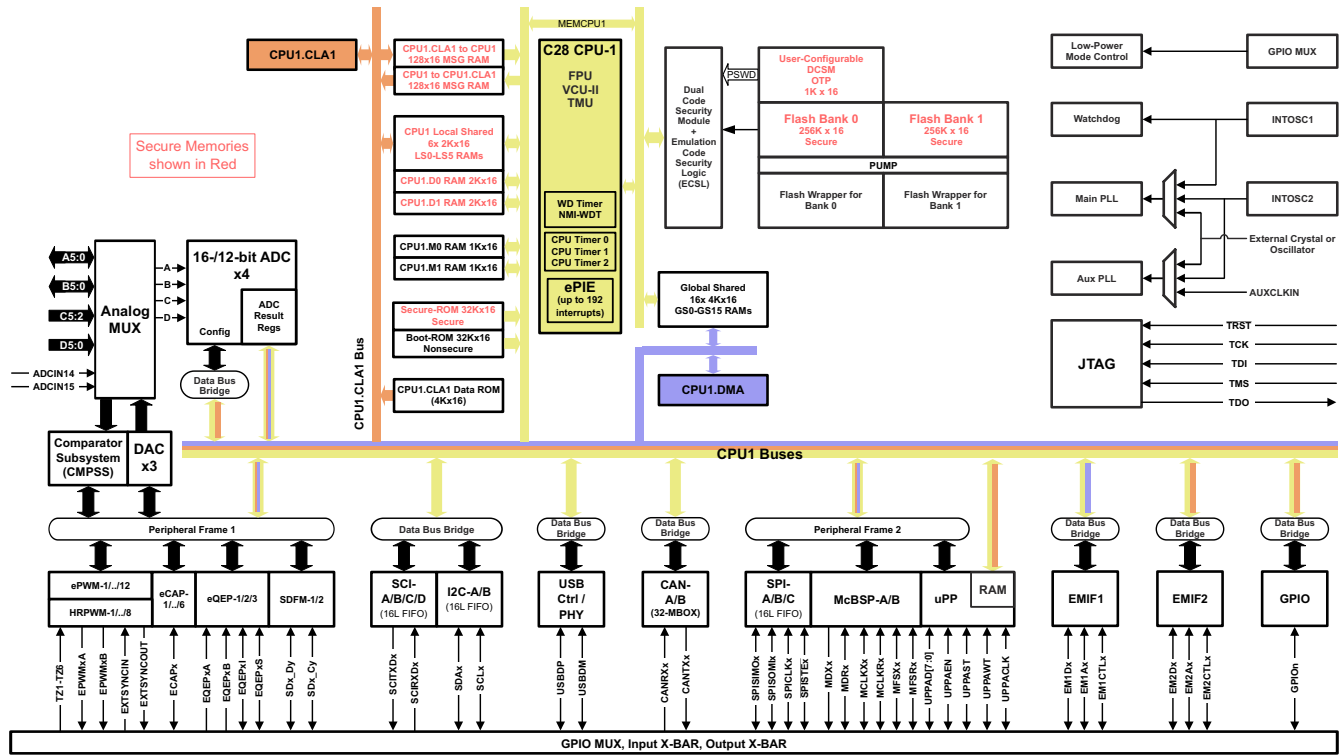 MEMCPU1
CPU1.CLA1
CPU1.CLA1 to CPU1
128x16 MSG RAM
CPU1 to CPU1.CLA1
128x16 MSG RAM
CPU1 Local Shared
6x 2Kx16
LS0-LS5 RAMs
CPU1.D0 RAM 2Kx16
CPU1.D1 RAM 2Kx16
CPU1.M0 RAM 1Kx16
CPU1.M1 RAM 1Kx16
Secure-ROM 32Kx16
Secure
Boot-ROM 32Kx16
Nonsecure
CPU1.CLA1 Data ROM
(4Kx16)
CPU1.CLA1 Bus
Secure Memories
shown in Red
C28 CPU-1
FPU
VCU-II
TMU
WD Timer
NMI-WDT
CPU Timer 0
CPU Timer 1
CPU Timer 2
ePIE
(up to 192
interrupts)
Dual
Code
Security
Module
+
Emulation
Code
Security
Logic
(ECSL)
PSWD
User-Configurable
DCSM
OTP
1K x 16
Flash Bank 0
256K x 16
Secure
Flash Bank 1
256K x 16
Secure
PUMP
Flash Wrapper for
Bank 0
Flash Wrapper for
Bank 1
Global Shared
16x 4Kx16
GS0-GS15 RAMs
CPU1.DMA
Low-Power
Mode Control
GPIO MUX
Watchdog
INTOSC1
Main PLL
INTOSC2
External Crystal or
Oscillator
Aux PLL
AUXCLKIN
JTAG
TRST
TCK
TDI
TMS
TDO
A5:0
B5:0
C5:2
D5:0
ADCIN14
ADCIN15
Analog
MUX
A
B
C
D
16-/12-bit ADC
x4
Config
ADC
Result
Regs
Data Bus
Bridge
Comparator
Subsystem
(CMPSS)
DAC
x3
CPU1 Buses
Peripheral Frame 1
Data Bus Bridge
Data Bus
Bridge
Data Bus
Bridge
Peripheral Frame 2
Data Bus
Bridge
Data Bus
Bridge
Data Bus
Bridge
ePWM-1/../12
HRPWM-1/../8
eCAP-
1/../6
eQEP-1/2/3
SDFM-1/2
SCI-
A/B/C/D
(16L FIFO)
I2C-A/B
(16L FIFO)
USB
Ctrl /
PHY
CAN-
A/B
(32-MBOX)
SPI-
A/B/C
(16L FIFO)
McBSP-A/B
uPP
RAM
EMIF1
EMIF2
GPIO
TZ1-TZ6
EPWMxA
EPWMxB
EXTSYNCIN
EXTSYNCOUT
ECAPx
EQEPxA
EQEPxB
EQEPxI
EQEPxS
SDx_Dy
SDx_Cy
SCITXDx
SCIRXDx
SDAx
SCLx
USBDP
USBDM
CANRXx
CANTXx
SPISIMOx
SPISOMIx
SPICLKx
SPISTEx
MDXx
MDRx
MCLKXx
MCLKRx
MFSXx
MFSRx
UPPAD[7:0]
UPPAEN
UPPAST
UPPAWT
UPPACLK
EM1Dx
EM1Ax
EM1CTLx
EM2Dx
EM2Ax
EM2CTLx
GPIOn
GPIO MUX, Input X-BAR, Output X-BAR